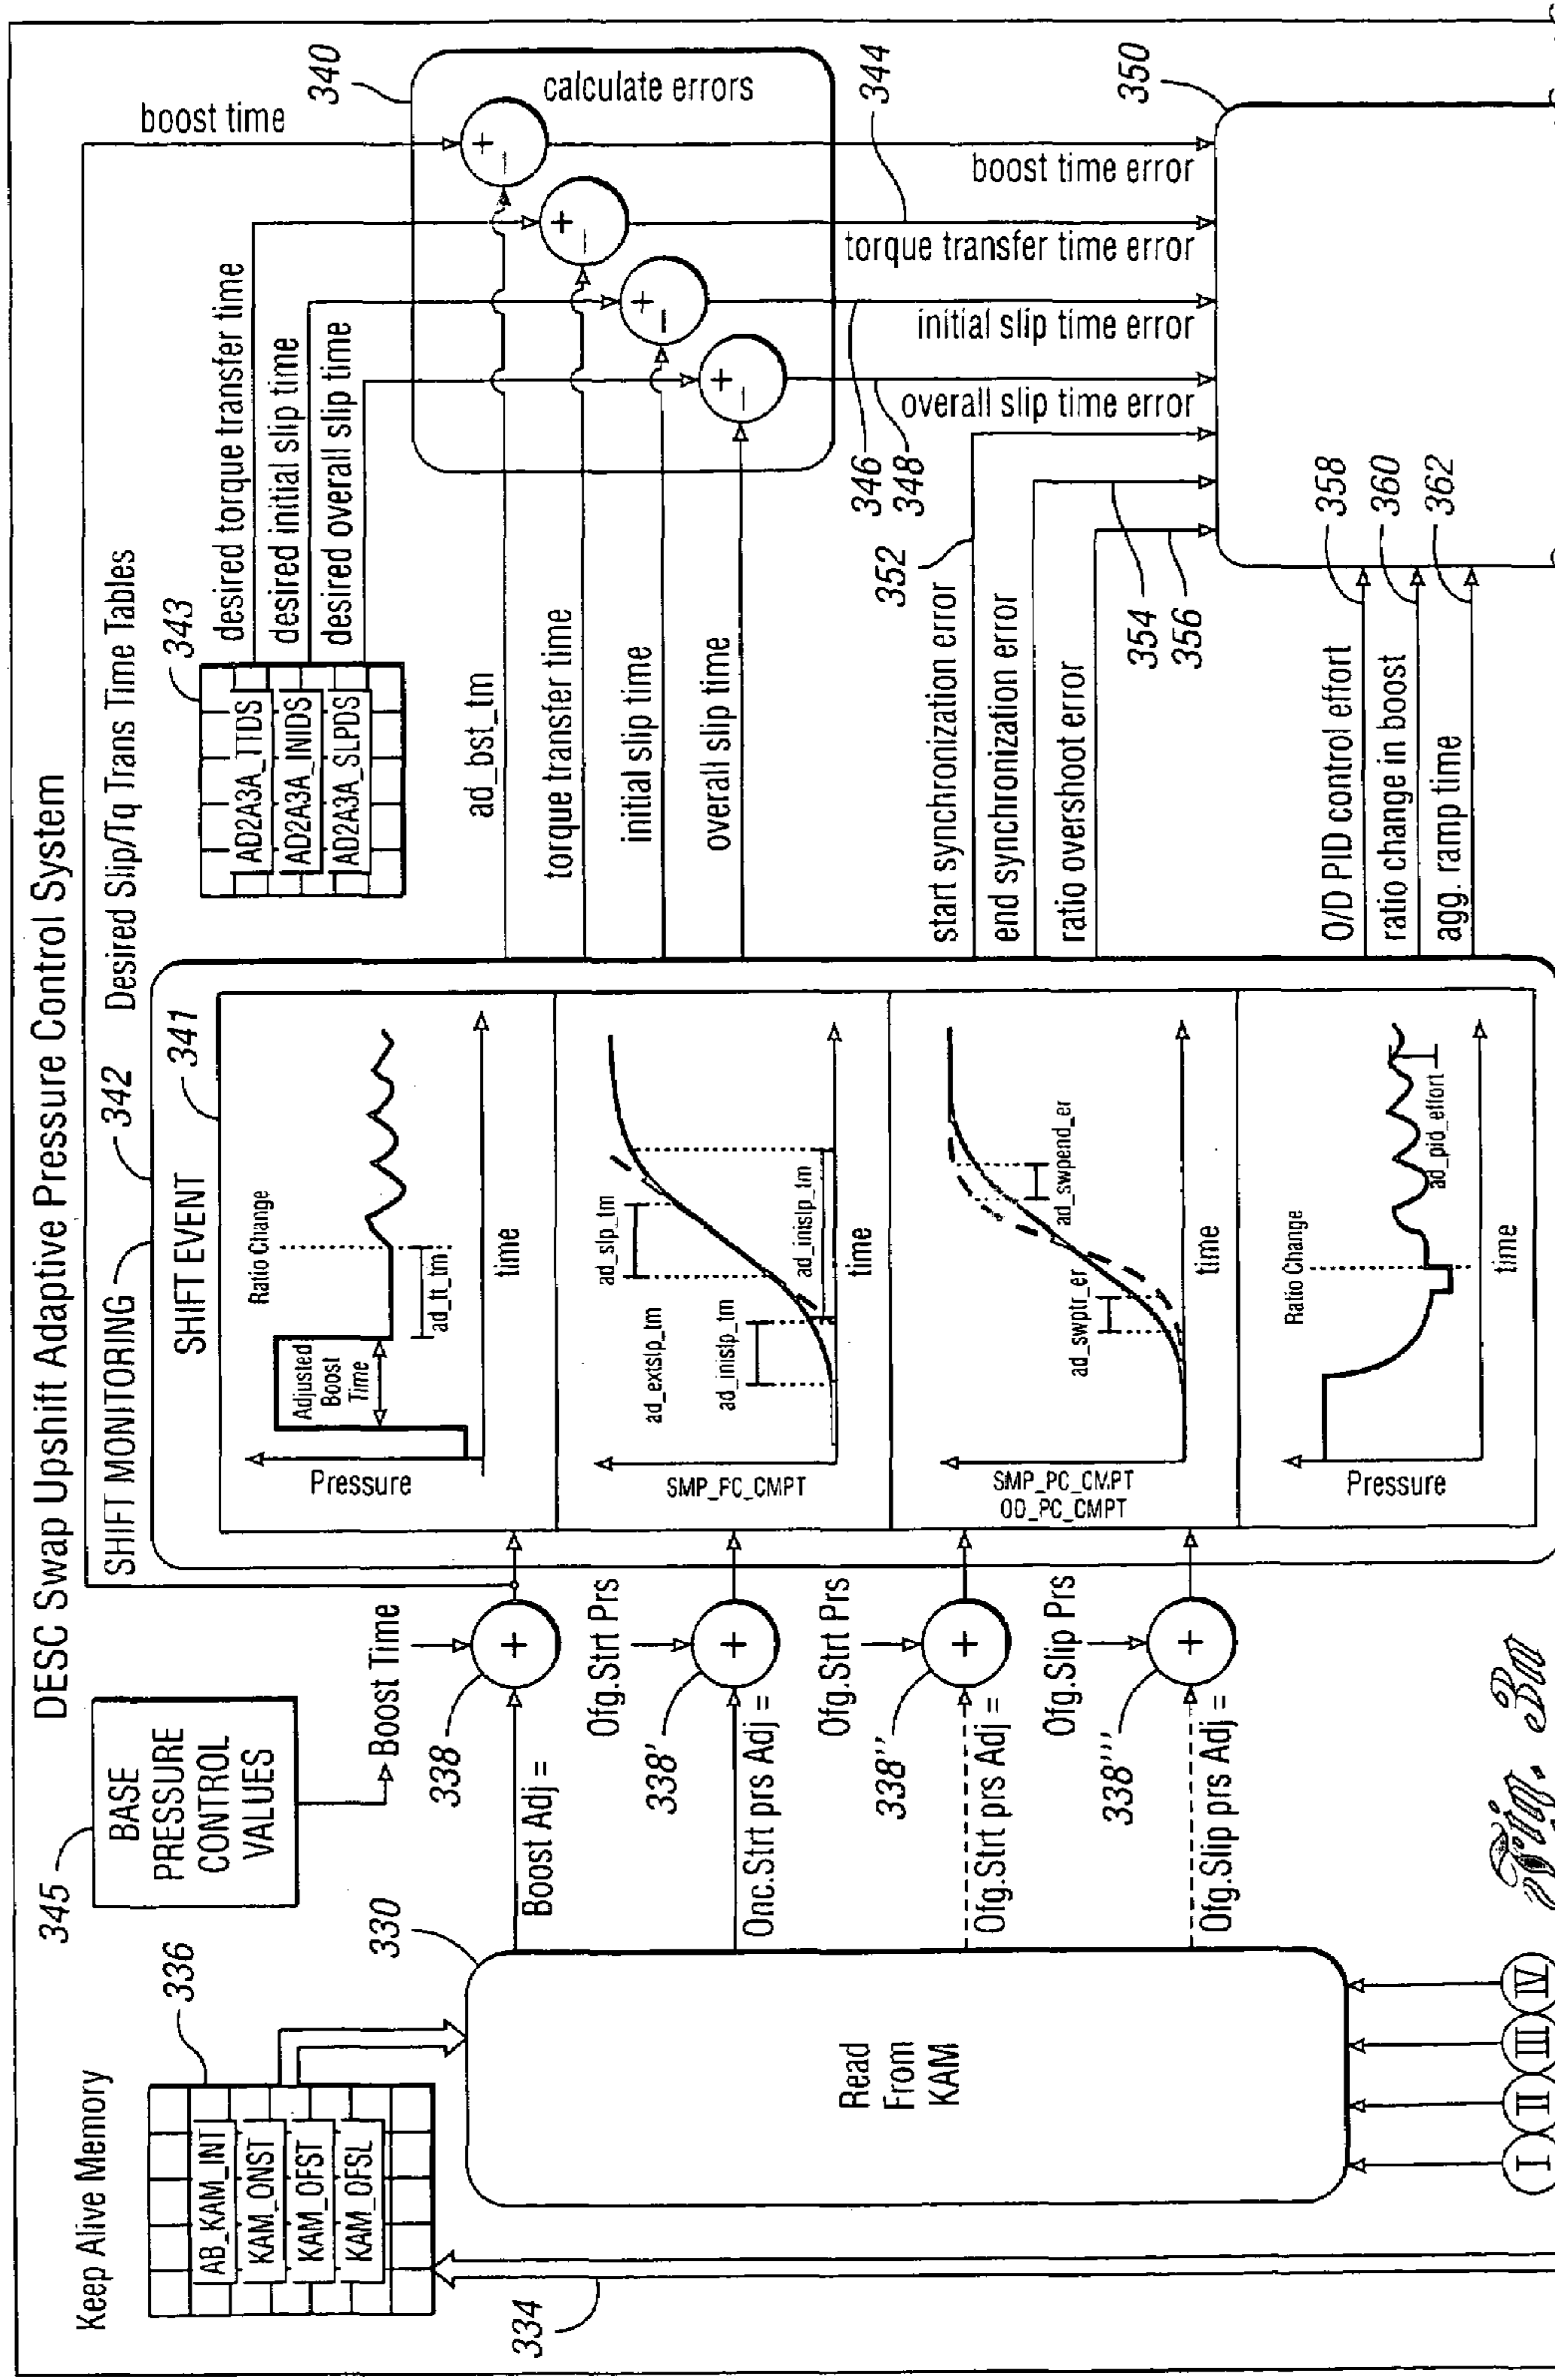 DESC Swap Upshift Adaptive Pressure Control System
Keep Alive Memory
336
AB_KAM_INT
KAM_ONST
KAM_OFST
KAM_OFSL
334
330
Read
From
KAM
I
II
III
IV
345
BASE
PRESSURE
CONTROL
VALUES
Boost Time
Boost Time
338
Boost Adj =
Ofg.Strt Prs
338'
Onc.Strt prs Adj =
Ofg.Strt Prs
338''
Ofg.Strt prs Adj =
Ofg.Slip Prs
338'''
Ofg.Slip prs Adj =
SHIFT MONITORING
342
SHIFT EVENT
341
Pressure
Adjusted
Boost
Time
Ratio Change
ad_tt_tm
time
SMP_PC_CMPT
ad_extslp_tm
ad_inislp_tm
ad_slp_tm
ad_inislp_tm
time
SMP_PC_CMPT
OD_PC_CMPT
ad_swptr_er
ad_swpend_er
time
Pressure
Ratio Change
ad_pid_effort
time
Desired Slip/Tq Trans Time Tables
343
AD2A3A_TTDS
AD2A3A_INIDS
AD2A3A_SLPDS
desired torque transfer time
desired initial slip time
desired overall slip time
boost time
340
calculate errors
+
−
+
−
+
−
+
−
ad_bst_tm
torque transfer time
initial slip time
overall slip time
boost time error
344
torque transfer time error
346
initial slip time error
348
overall slip time error
350
352
start synchronization error
354
end synchronization error
356
ratio overshoot error
358
O/D PID control effort
360
ratio change in boost
362
agg. ramp time
Fig. 3a